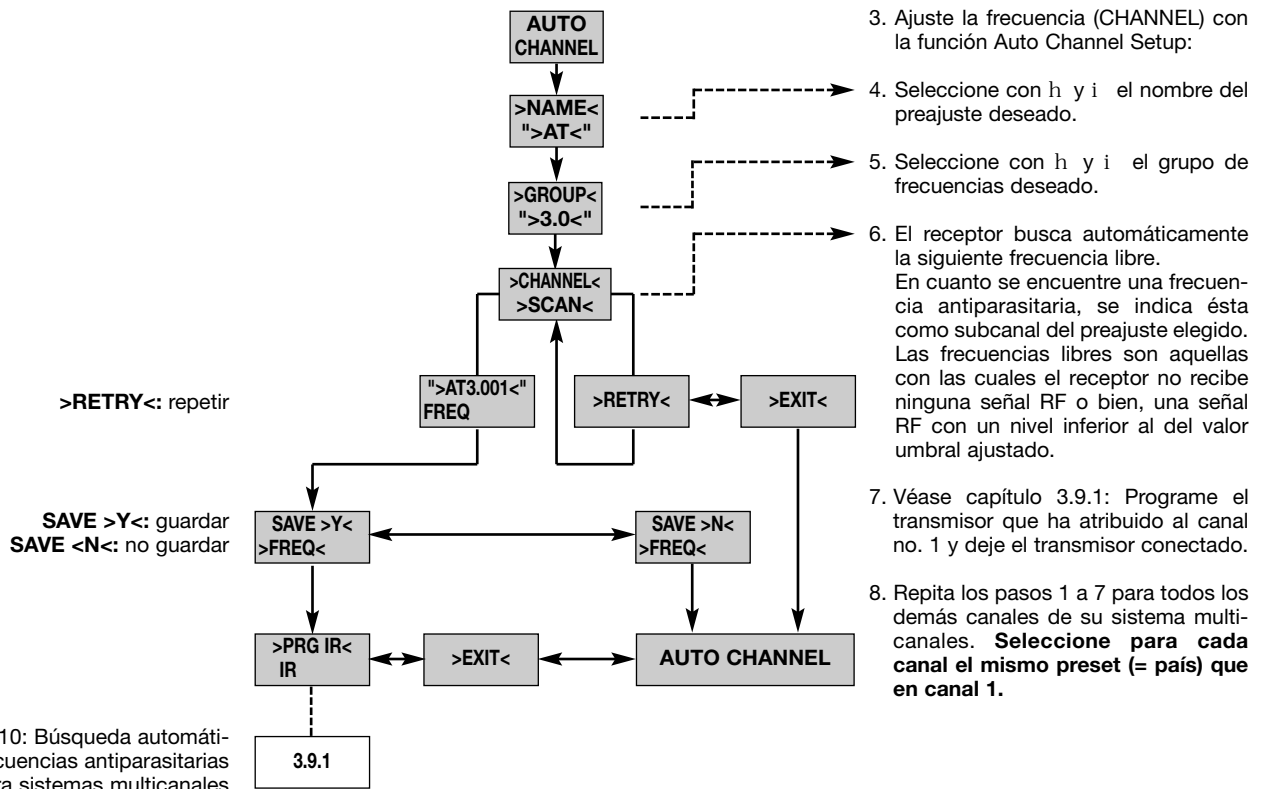 AUTO
CHANNEL
>NAME<
">AT<"
>GROUP<
">3.0<"
>CHANNEL<
>SCAN<
">AT3.001<"
FREQ
>RETRY<
>EXIT<
>RETRY<: repetir
SAVE >Y<: guardar
SAVE <N<: no guardar
SAVE >Y<
>FREQ<
SAVE >N<
>FREQ<
>PRG IR<
IR
>EXIT<
AUTO CHANNEL
3.9.1
10: Búsqueda automáti-
cuencias antiparasitarias
a sistemas multicanales
3. Ajuste la frecuencia (CHANNEL) con
la función Auto Channel Setup:
4. Seleccione con h y i el nombre del
preajuste deseado.
5. Seleccione con h y i el grupo de
frecuencias deseado.
6. El receptor busca automáticamente
la siguiente frecuencia libre.
En cuanto se encuentre una frecuen-
cia antiparasitaria, se indica ésta
como subcanal del preajuste elegido.
Las frecuencias libres son aquellas
con las cuales el receptor no recibe
ninguna señal RF o bien, una señal
RF con un nivel inferior al del valor
umbral ajustado.
7. Véase capítulo 3.9.1: Programe el
transmisor que ha atribuido al canal
no. 1 y deje el transmisor conectado.
8. Repita los pasos 1 a 7 para todos los
demás canales de su sistema multi-
canales. Seleccione para cada
canal el mismo preset (= país) que
en canal 1.